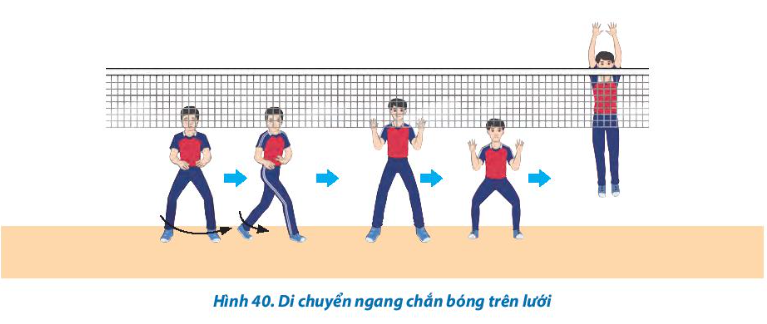 Hình 40. Di chuyển ngang chắn bóng trên lưới